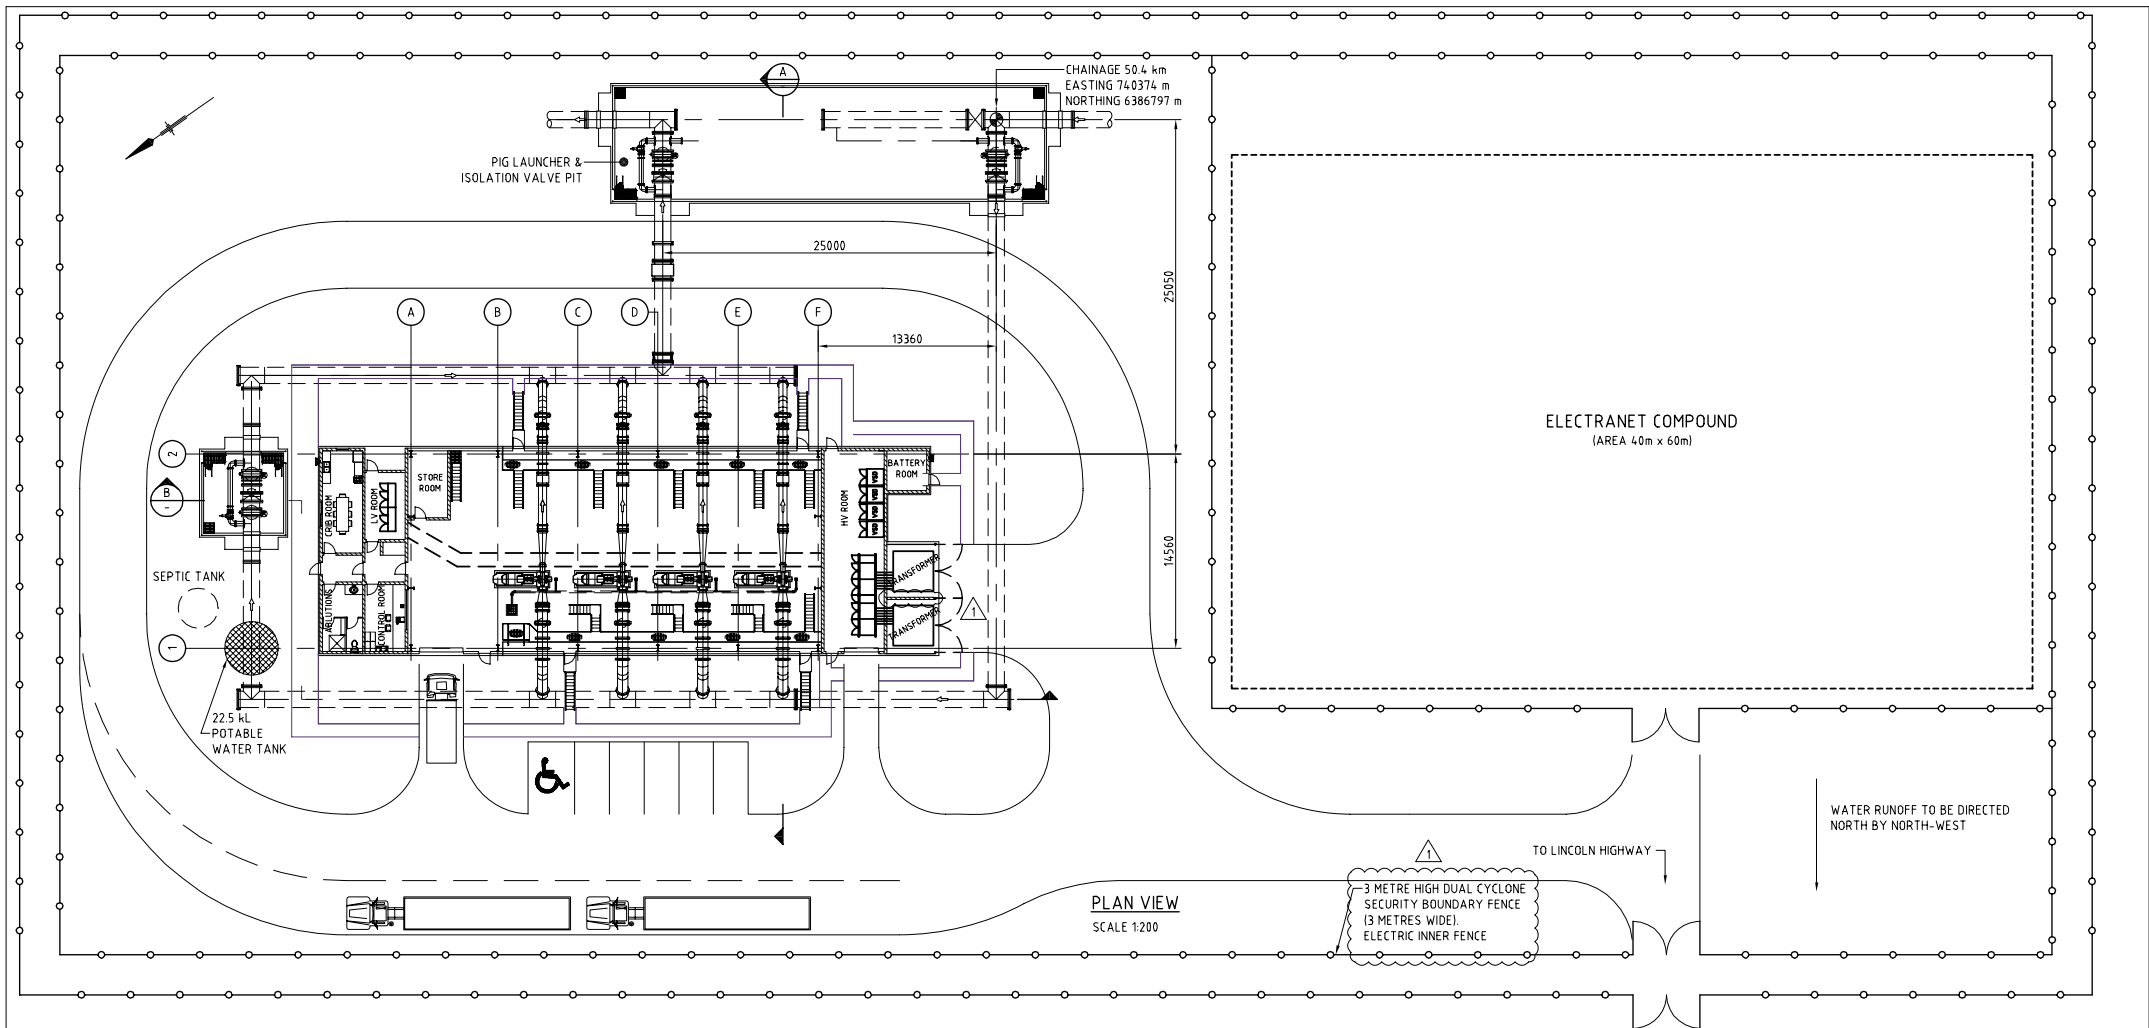 A
CHAINAGE 50.4 km
EASTING 740374 m
NORTHING 6386797 m
PIG LAUNCHER &
ISOLATION VALVE PIT
25000
25050
A
B
C
D
E
F
13360
ELECTRANET COMPOUND
(AREA 40m x 60m)
2
B
-
1
CRIB ROOM
LV ROOM
STORE
ROOM
HV ROOM
BATTERY
ROOM
VSD
VSD
VSD
VSD
14560
TRANSFORMER
TRANSFORMER
1
SEPTIC TANK
ABLUTIONS
CONTROL ROOM
22.5 kL
POTABLE
WATER TANK
WATER RUNOFF TO BE DIRECTED
NORTH BY NORTH-WEST
TO LINCOLN HIGHWAY
1
3 METRE HIGH DUAL CYCLONE
SECURITY BOUNDARY FENCE
(3 METRES WIDE).
ELECTRIC INNER FENCE
PLAN VIEW
SCALE 1:200